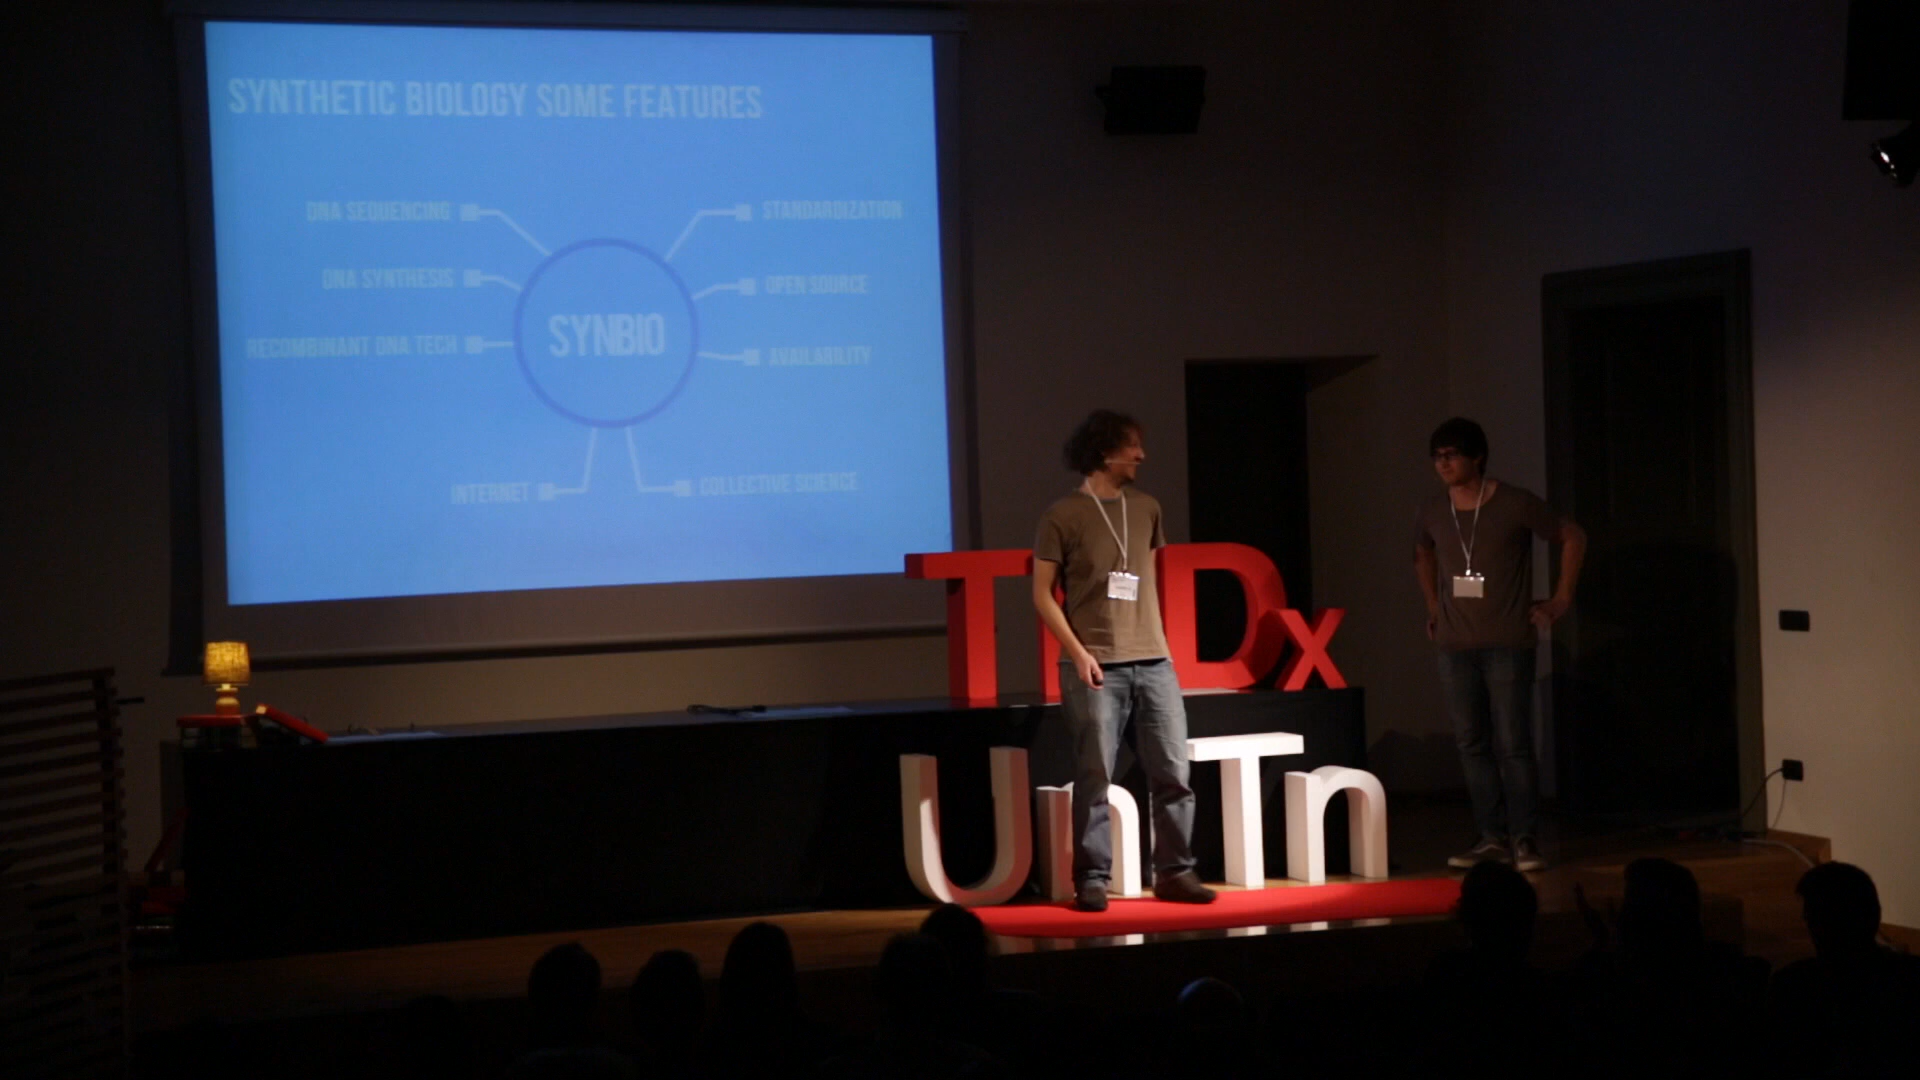 SYNTHETIC BIOLOGY SOME FEATURES
DNA SEQUENCING
STANDARDIZATION
DNA SYNTHESIS
OPEN SOURCE
RECOMBINANT DNA TECH
SYNBIO
AVAILABILITY
INTERNET
COLLECTIVE SCIENCE
TEDx
UniTn